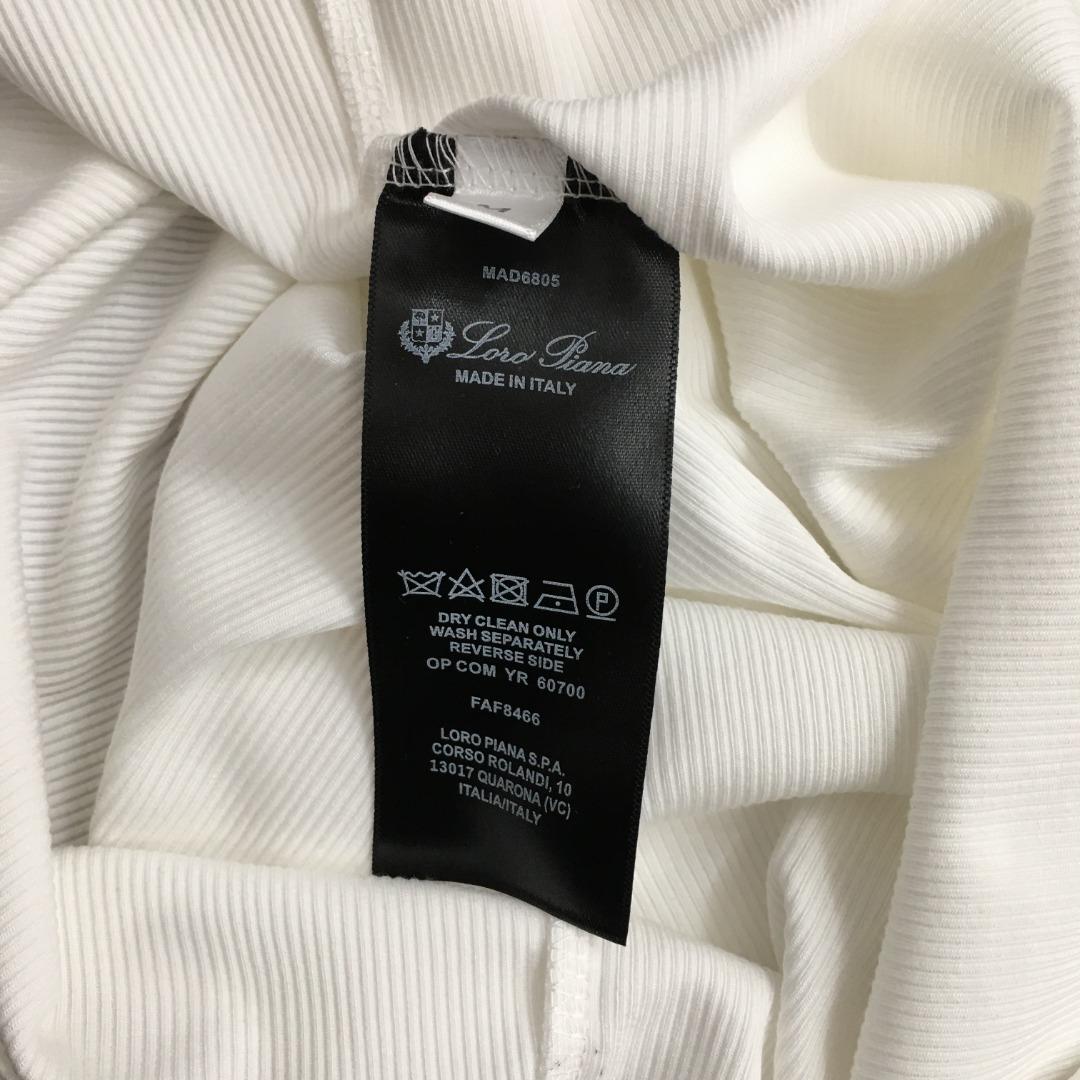 MAD6805
Loro Piana
MADE IN ITALY
P
DRY CLEAN ONLY
WASH SEPARATELY
REVERSE SIDE
OP COM YR 60700
FAF8466
LORO PIANA S.P.A.
CORSO ROLANDI, 10
13017 QUARONA (VC)
ITALIA/ITALY